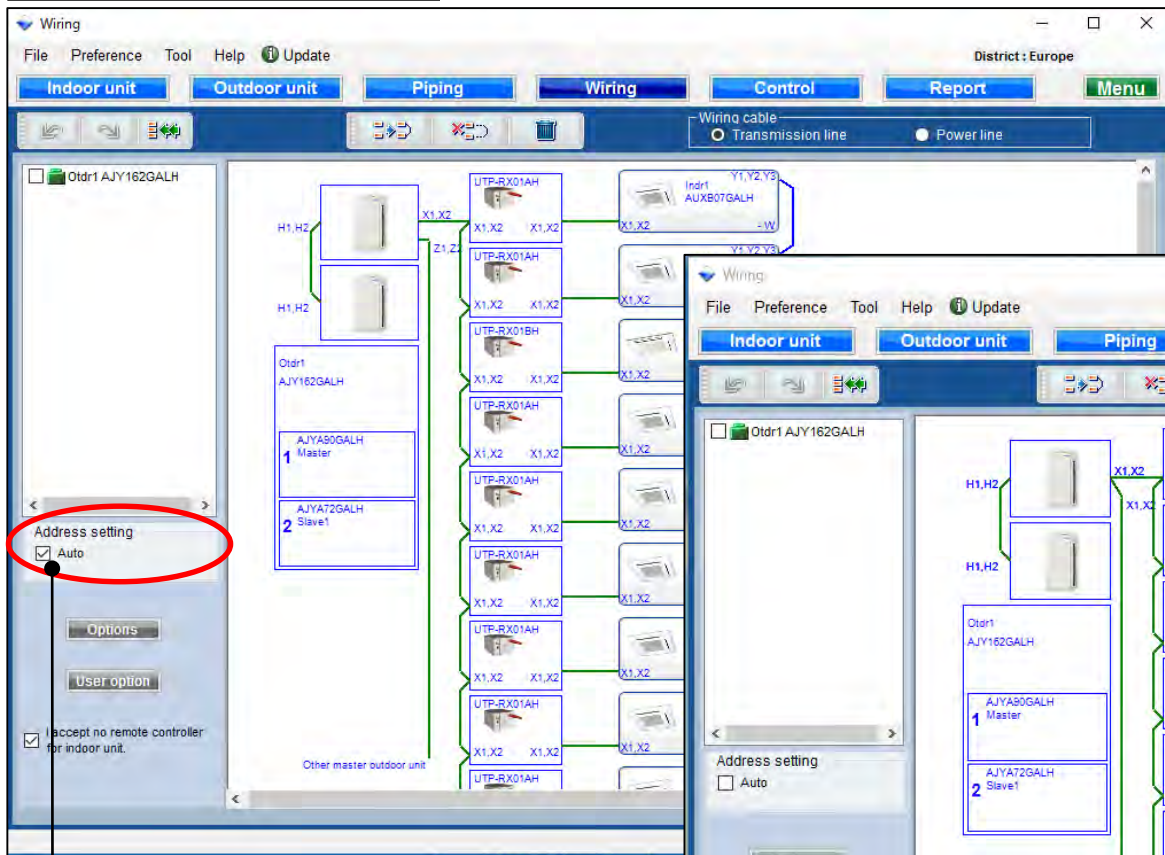 Wiring
File Preference Tool Help Update
District : Europe
Indoor unit Outdoor unit Piping Wiring Control Report Menu
Wiring cable
Transmission line Power line
Otdr1 AJY162GALH
Address setting
Auto
Options
User option
I accept no remote controller
for indoor unit.
H1,H2
H1,H2
X1,X2
Z1,Z2
Otdr1
AJY162GALH
AJYA90GALH
1 Master
AJYA72GALH
2 Slave1
Other master outdoor unit
UTP-RX01AH
X1,X2 X1,X2
UTP-RX01AH
X1,X2 X1,X2
UTP-RX01BH
X1,X2 X1,X2
UTP-RX01AH
X1,X2 X1,X2
UTP-RX01AH
X1,X2 X1,X2
UTP-RX01AH
X1,X2 X1,X2
UTP-RX01AH
X1,X2 X1,X2
UTP-RX01AH
X1,X2 X1,X2
UTP-RX01AH
Y1,Y2,Y3
Indr1
AUXB07GALH
X1,X2 - W
Y1,Y2,Y3
X1,X2
X1,X2
X1,X2
X1,X2
X1,X2
X1,X2
X1,X2
Wiring
File Preference Tool Help Update
Indoor unit Outdoor unit Piping
Otdr1 AJY162GALH
Address setting
Auto
H1,H2
H1,H2
X1,X2
X1,X2
Otdr1
AJY162GALH
AJYA90GALH
1 Master
AJYA72GALH
2 Slave1